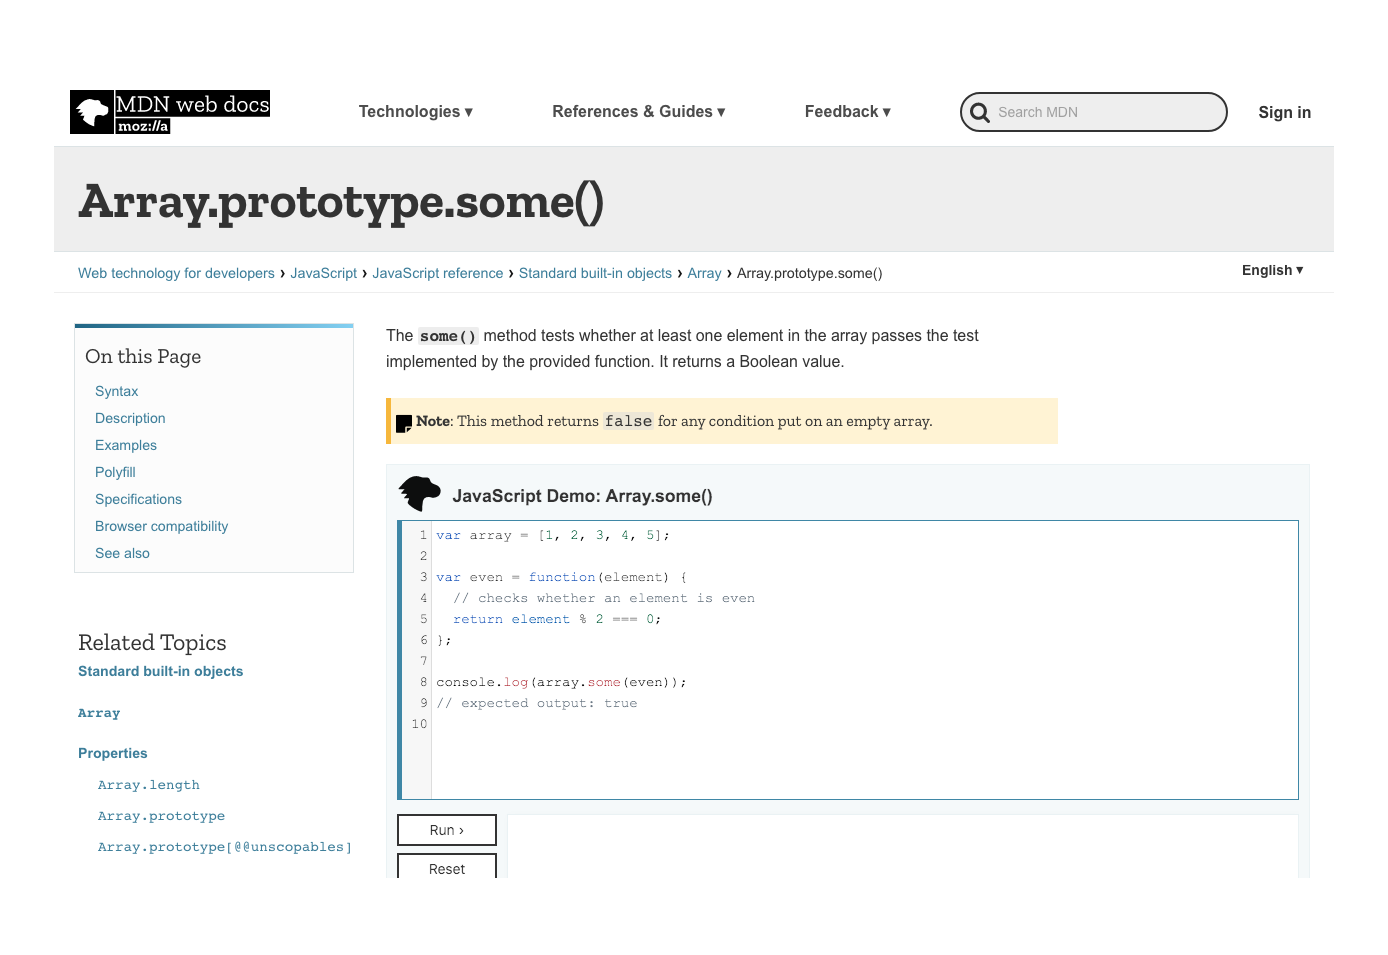 MDN web docs
moz://a
Technologies ▾
References & Guides ▾
Feedback ▾
Search MDN
Sign in
Array.prototype.some()
Web technology for developers › JavaScript › JavaScript reference › Standard built-in objects › Array › Array.prototype.some()
English ▾
On this Page
Syntax
Description
Examples
Polyfill
Specifications
Browser compatibility
See also
Related Topics
Standard built-in objects
Array
Properties
Array.length
Array.prototype
Array.prototype[@@unscopables]
The some() method tests whether at least one element in the array passes the test
implemented by the provided function. It returns a Boolean value.
Note: This method returns false for any condition put on an empty array.
JavaScript Demo: Array.some()
1 var array = [1, 2, 3, 4, 5];
2
3 var even = function(element) {
4   // checks whether an element is even
5   return element % 2 === 0;
6 };
7
8 console.log(array.some(even));
9 // expected output: true
10
Run ›
Reset